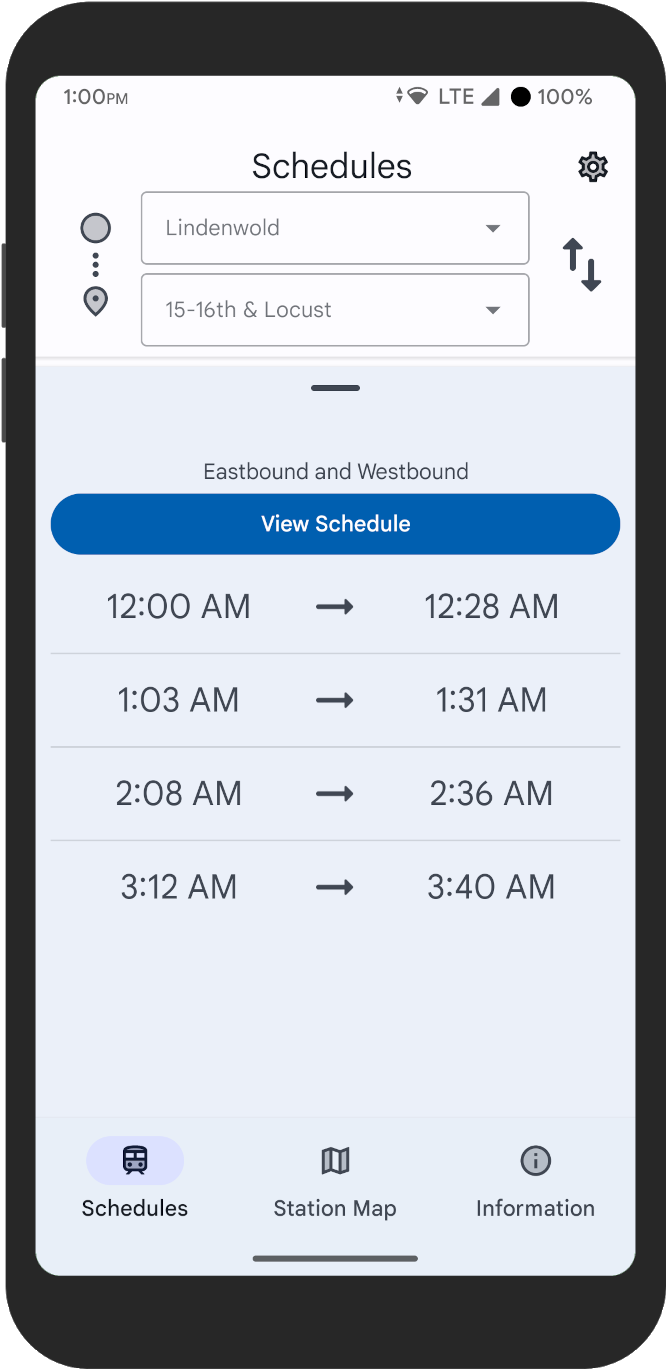 1:00PM LTE 100%
Schedules
Lindenwold
15-16th & Locust
Eastbound and Westbound
View Schedule
12:00 AM → 12:28 AM
1:03 AM → 1:31 AM
2:08 AM → 2:36 AM
3:12 AM → 3:40 AM
Schedules Station Map Information